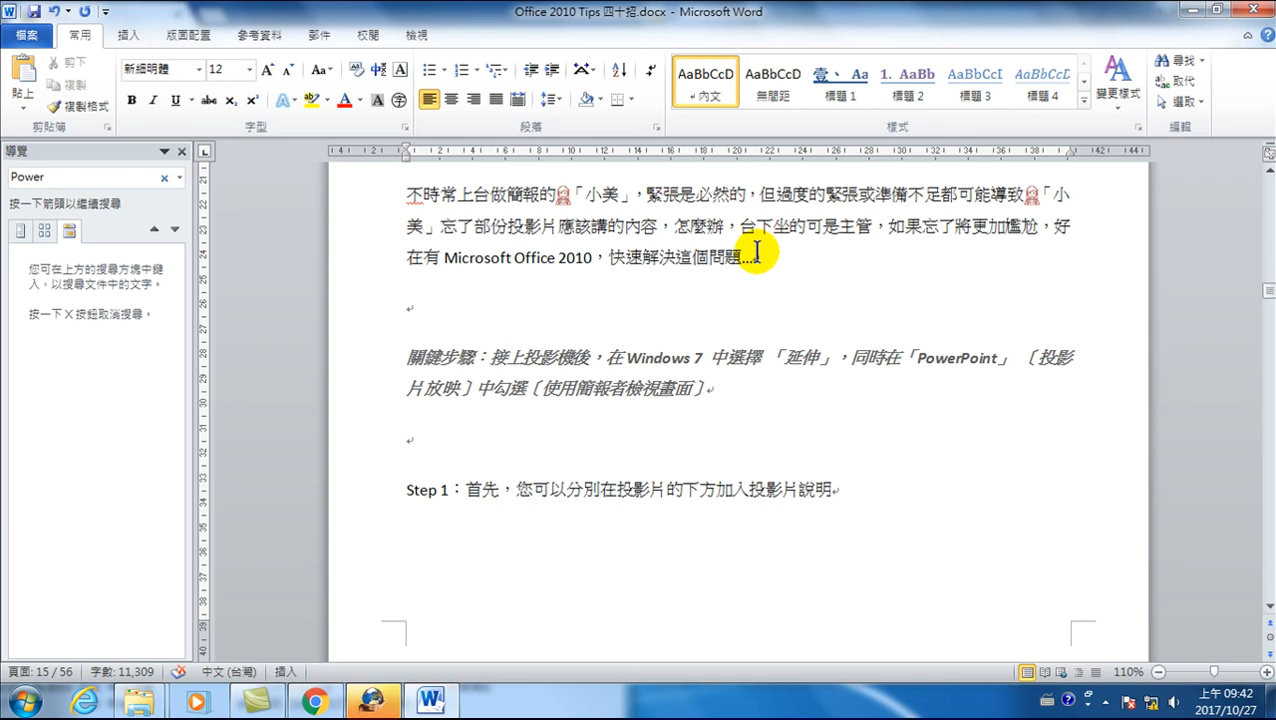 Office 2010 Tips 四十招.docx - Microsoft Word
檔案 常用 插入 版面配置 參考資料 郵件 校閱 檢視
貼上 剪下 複製 複製格式 剪貼簿
新細明體 12 字型
段落
AaBbCcD 內文 AaBbCcD 無間距 壹、 Aa 標題 1 1. AaBb 標題 2 AaBbCcI 標題 3 AaBbCcD 標題 4 變更樣式 樣式
尋找 取代 選取 編輯
導覽
Power
按一下箭頭以繼續搜尋
您可在上方的搜尋方塊中鍵
入，以搜尋文件中的文字。
按一下 X 按鈕取消搜尋。
不時常上台做簡報的「小美」，緊張是必然的，但過度的緊張或準備不足都可能導致「小
美」忘了部份投影片應該講的內容，怎麼辦，台下坐的可是主管，如果忘了將更加尷尬，好
在有 Microsoft Office 2010，快速解決這個問題...
關鍵步驟：接上投影機後，在 Windows 7 中選擇 「延伸」，同時在「PowerPoint」 〔投影
片放映〕中勾選〔使用簡報者檢視畫面〕
Step 1：首先，您可以分別在投影片的下方加入投影片說明
頁面: 15 / 56 字數: 11,309 中文 (台灣) 插入 110%
上午 09:42
2017/10/27